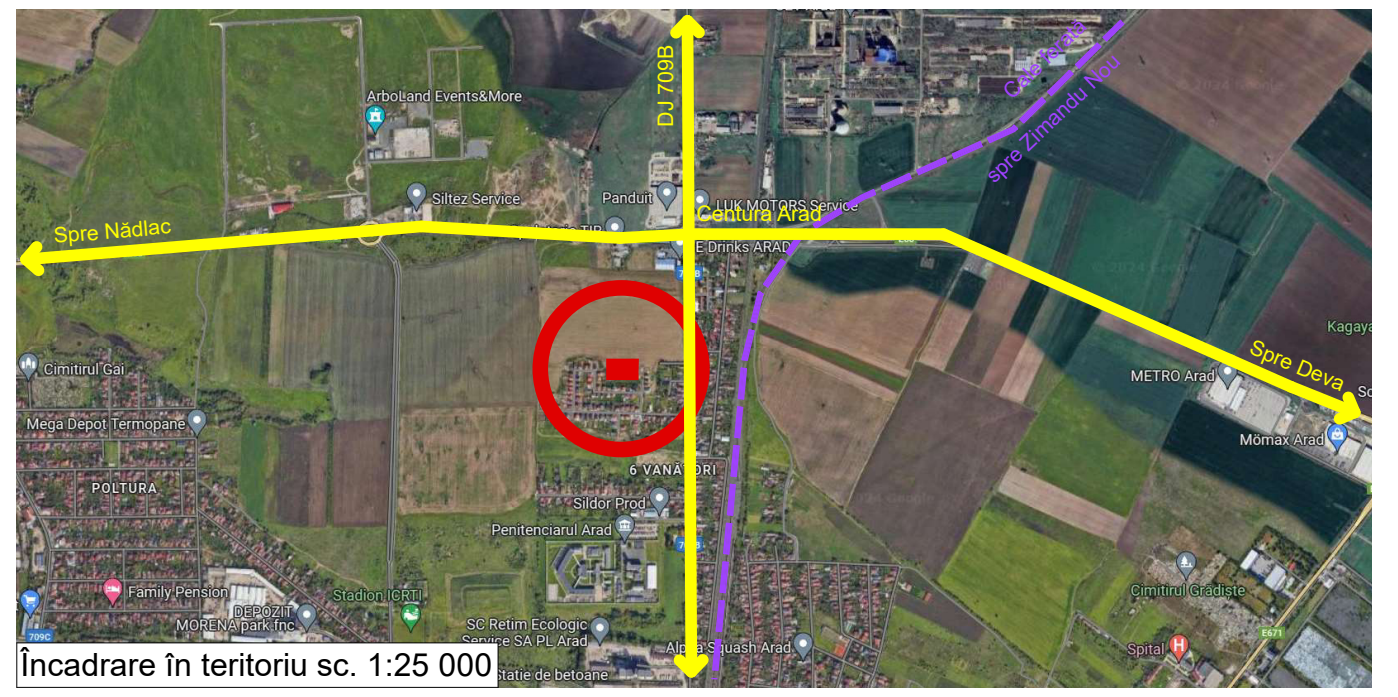 DJ 709B
Cale ferată
spre Zimandu Nou
ArboLand Events&More
Siltez Service
Panduit
LUK MOTORS Service
Centura Arad
Spre Nădlac
E Drinks ARAD
Kagaya
Spre Deva
METRO Arad
Cimitirul Gai
Mega Depot Termopane
Mömax Arad
POLTURA
6 VANATORI
Sildor Prod
Penitenciarul Arad
Family Pension
Stadion ICRTI
Cimitirul Grădiște
DEPOZIT
MORENA park.fnc
SC Retim Ecologic
Service SA PL Arad
709C
E671
Spital
Alpha Squash Arad
Statie de betoane
Încadrare în teritoriu sc. 1:25 000